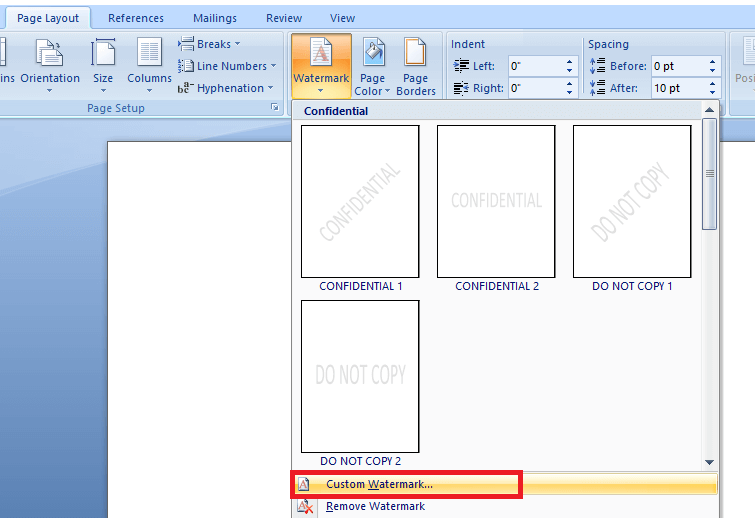 Page Layout References Mailings Review View
Breaks
Line Numbers
Hyphenation
ins Orientation Size Columns
Page Setup
Watermark Page Color Page Borders
Indent
Left: 0"
Right: 0"
Spacing
Before: 0 pt
After: 10 pt
Posi
Confidential
CONFIDENTIAL
CONFIDENTIAL
DO NOT COPY
CONFIDENTIAL 1 CONFIDENTIAL 2 DO NOT COPY 1
DO NOT COPY
DO NOT COPY 2
Custom Watermark...
Remove Watermark